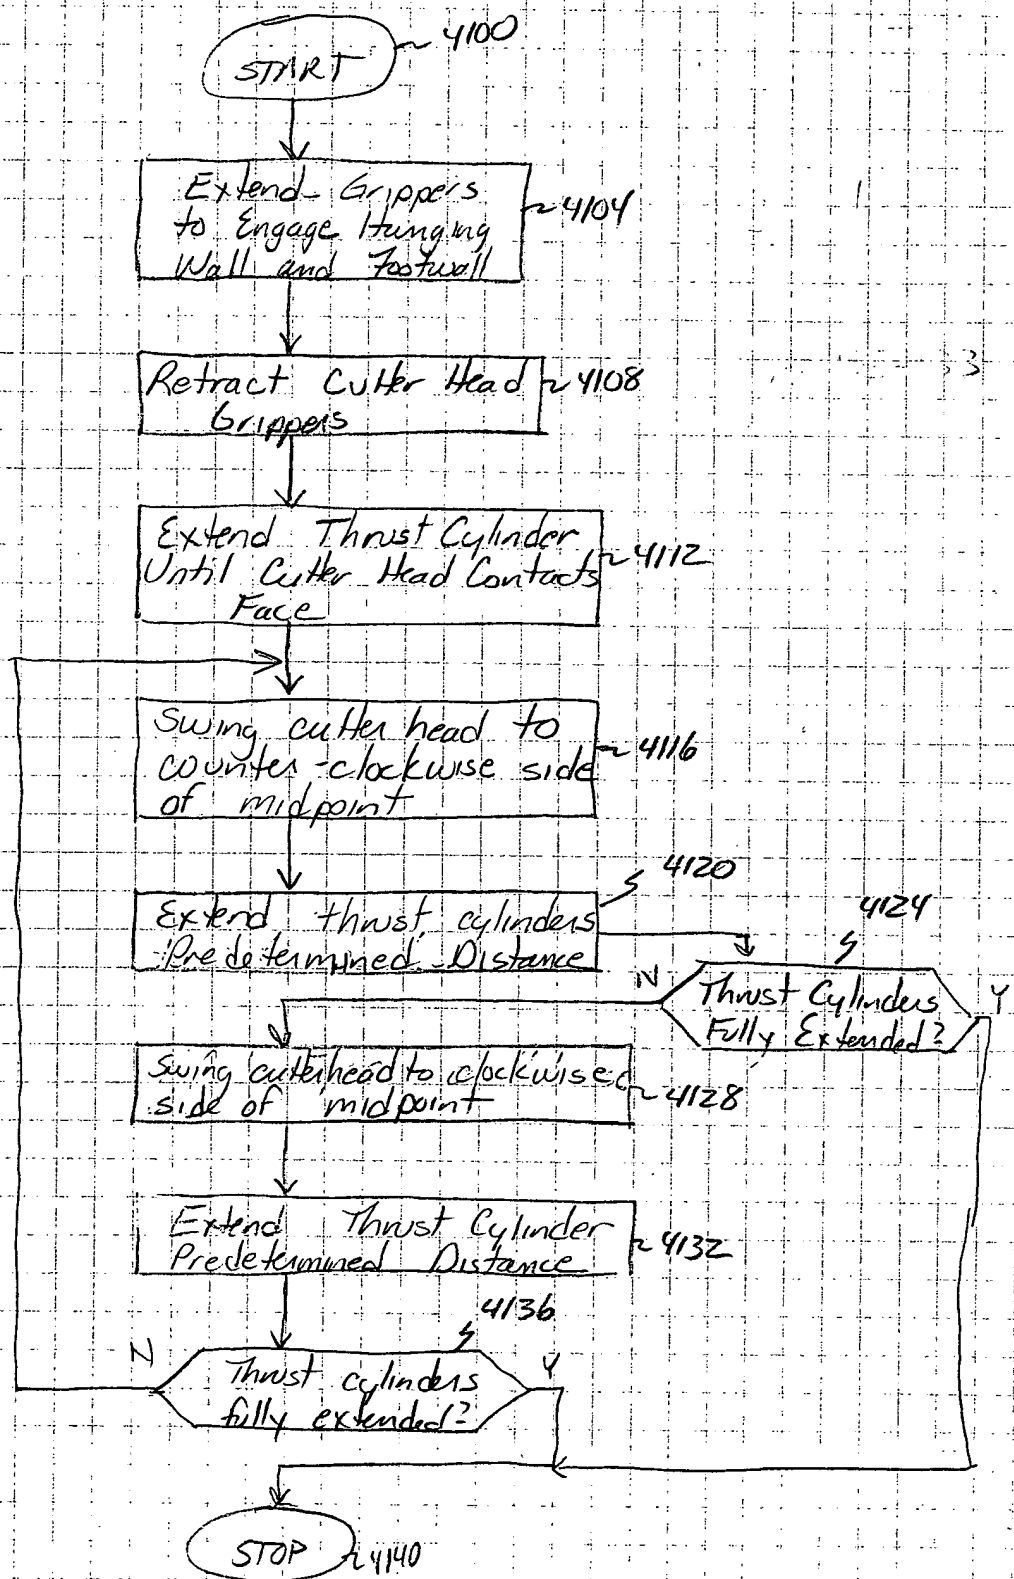 START
4100
Extend Grippers
to Engage Hanging
Wall and Footwall
4104
Retract Cutter Head
Grippers
4108
Extend Thrust Cylinder
Until Cutter Head Contacts
Face
4112
Swing cutter head to
counter-clockwise side
of midpoint
4116
Extend thrust cylinders
Predetermined Distance
4120
4124
Thrust Cylinders
Fully Extended?
N
Y
Swing cutterhead to clockwise
side of midpoint
4128
Extend Thrust Cylinder
Predetermined Distance
4132
4136
Thrust cylinders
fully extended?
N
Y
STOP
4140